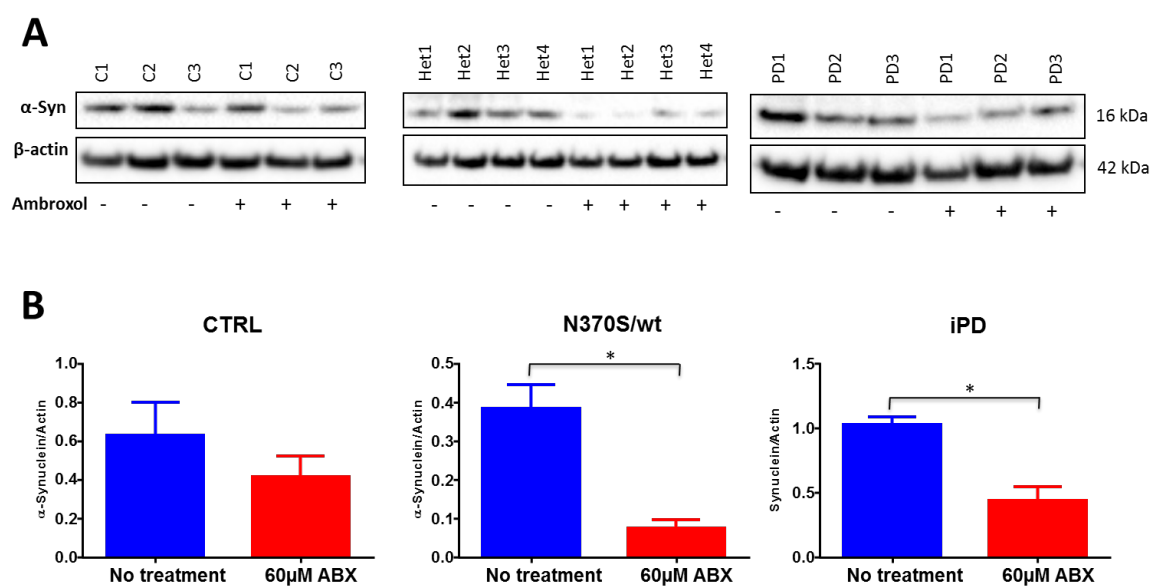 A
C1 C2 C3 C1 C2 C3
Het1 Het2 Het3 Het4 Het1 Het2 Het3 Het4
PD1 PD2 PD3 PD1 PD2 PD3
α-Syn
16 kDa
β-actin
42 kDa
Ambroxol - - - + + + - - - - + + + + - - - + + +
B
CTRL
α-Synuclein/Actin
1.0
0.8
0.6
0.4
0.2
0.0
No treatment 60µM ABX
N370S/wt
α-Synuclein/Actin
0.5
0.4
0.3
0.2
0.1
0.0
*
No treatment 60µM ABX
iPD
Synuclein/Actin
1.5
1.0
0.5
0.0
*
No treatment 60µM ABX